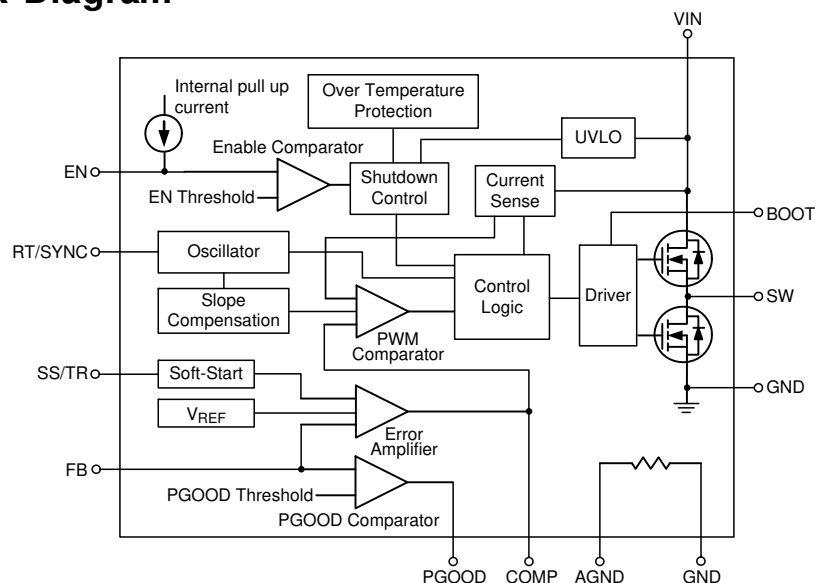 Diagram
VIN
Internal pull up
current
Over Temperature
Protection
UVLO
Enable Comparator
EN
EN Threshold
Shutdown
Control
Current
Sense
BOOT
RT/SYNC
Oscillator
Slope
Compensation
Control
Logic
Driver
SW
PWM
Comparator
SS/TR
Soft-Start
VREF
GND
Error
Amplifier
FB
PGOOD Threshold
PGOOD Comparator
PGOOD
COMP
AGND
GND